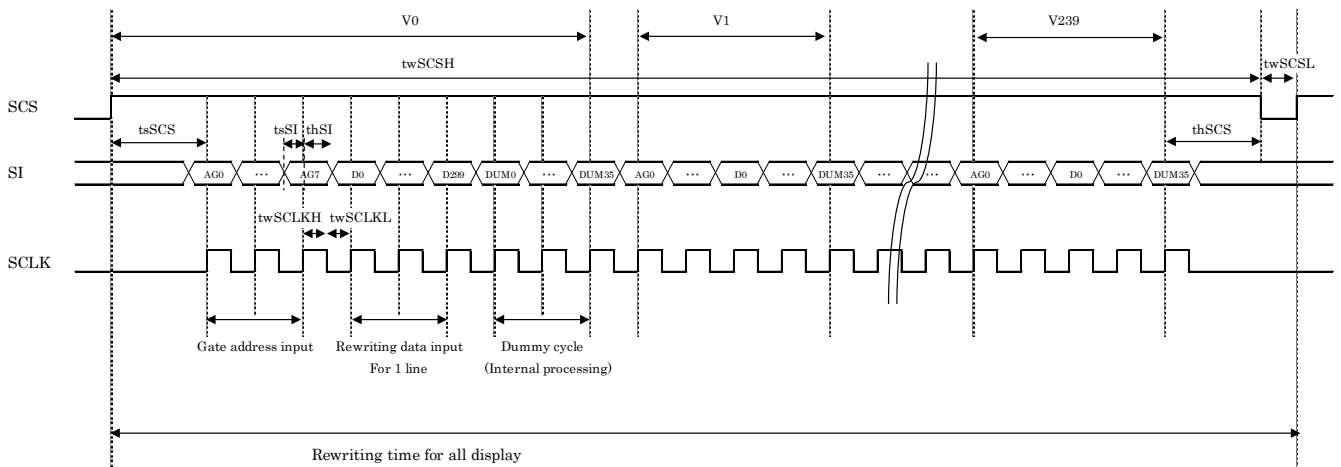 V0 V1 V239
twSCSH twSCSL
SCS
tsSCS tsSI thSI thSCS
SI AG0 ⋯ AG7 D0 ⋯ D299 DUM0 ⋯ DUM35 AG0 ⋯ D0 ⋯ DUM35 ⋯ ⋯ AG0 ⋯ D0 ⋯ DUM35
twSCLKH twSCLKL
SCLK
Gate address input Rewriting data input Dummy cycle
For 1 line (Internal processing)
Rewriting time for all display